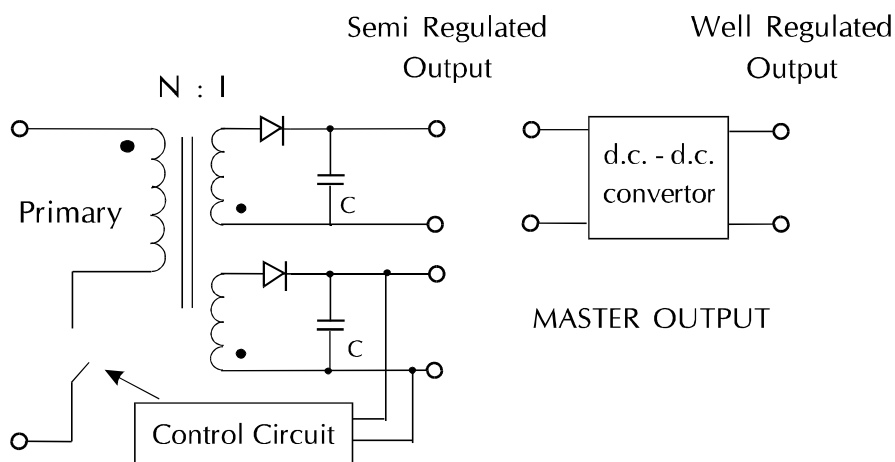 Semi Regulated
Output
Well Regulated
Output
N : I
Primary
C
d.c. - d.c.
convertor
C
MASTER OUTPUT
Control Circuit